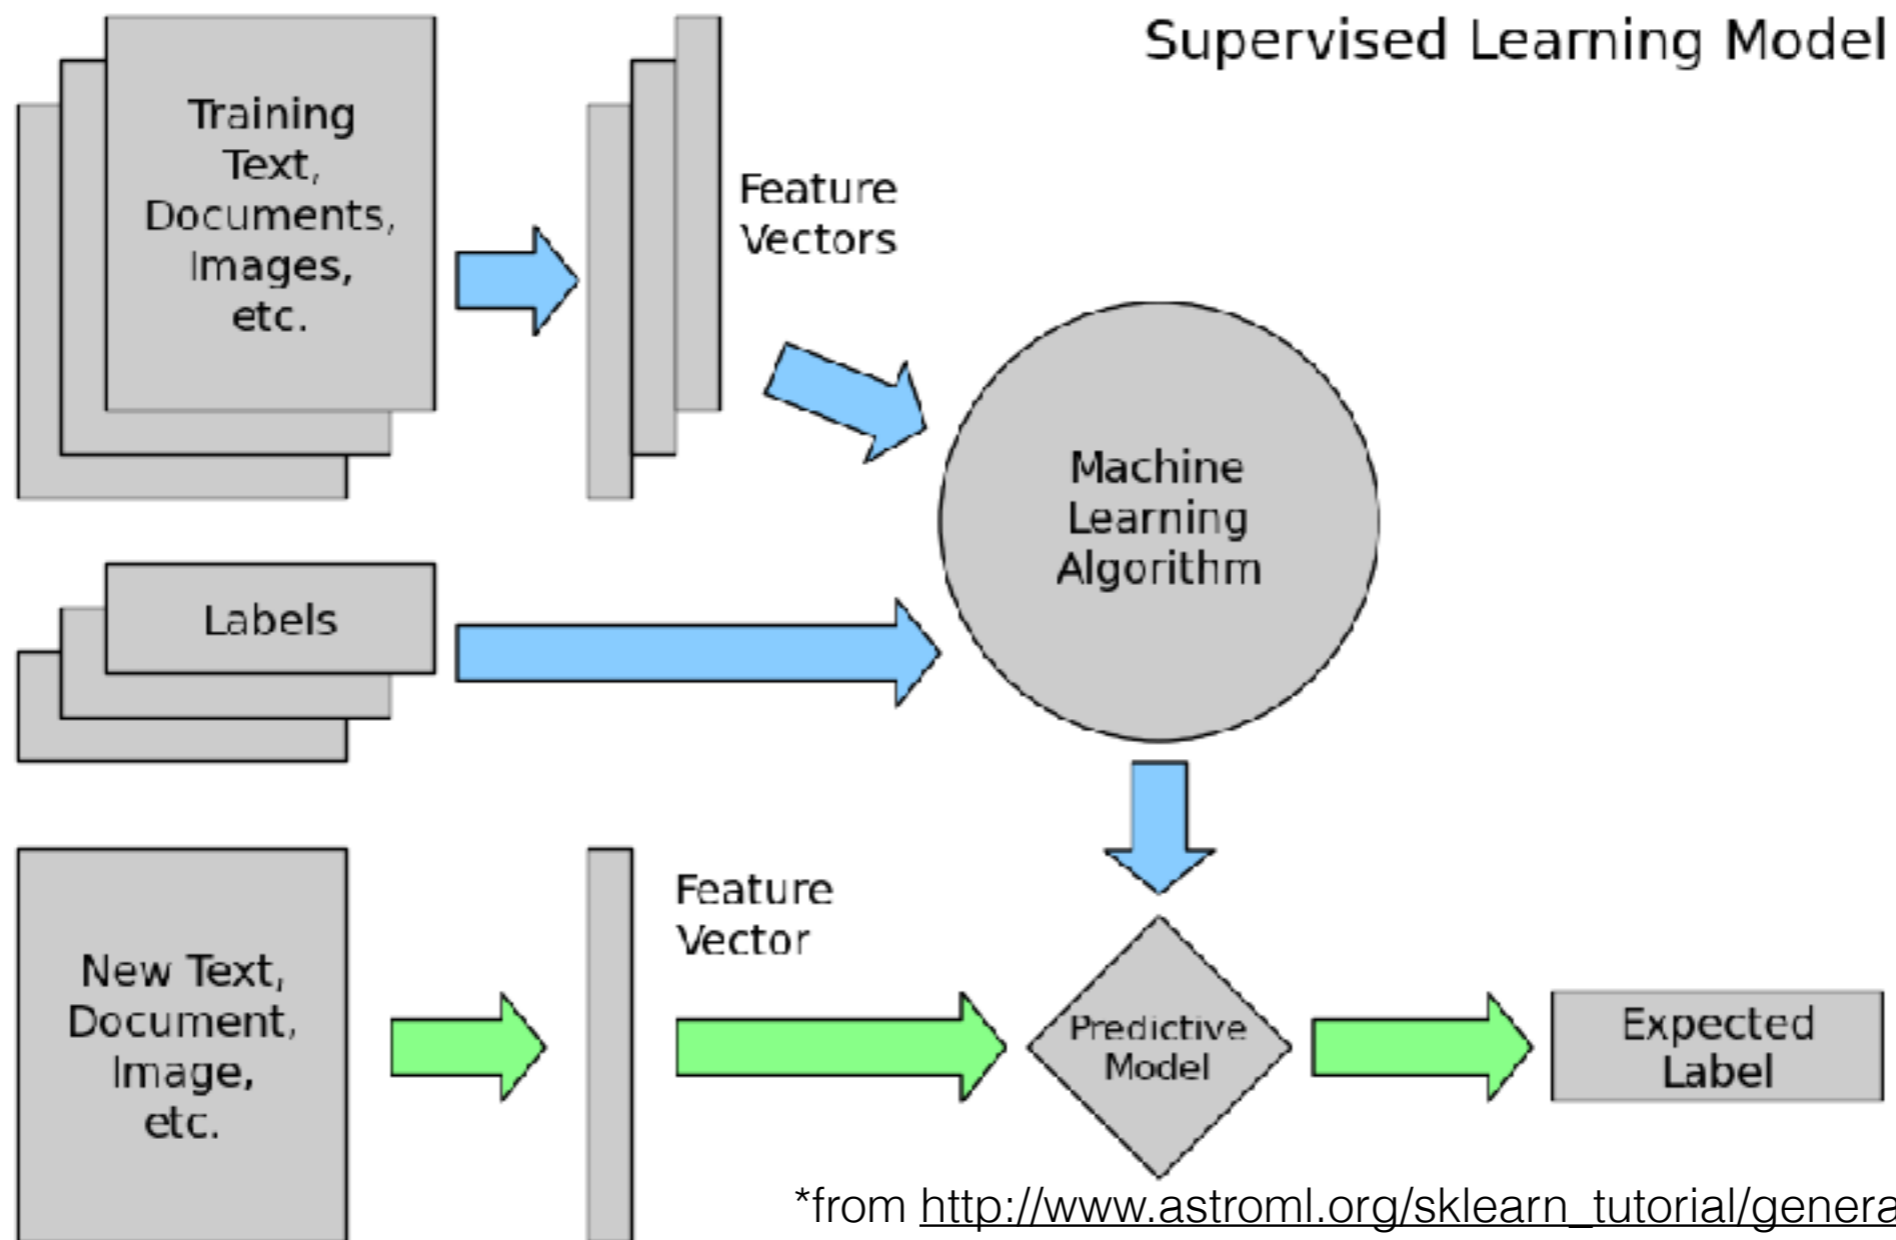 Supervised Learning Model
Training
Text,
Documents,
Images,
etc.
Feature
Vectors
Machine
Learning
Algorithm
Labels
New Text,
Document,
Image,
etc.
Feature
Vector
Predictive
Model
Expected
Label
*from http://www.astroml.org/sklearn_tutorial/genera